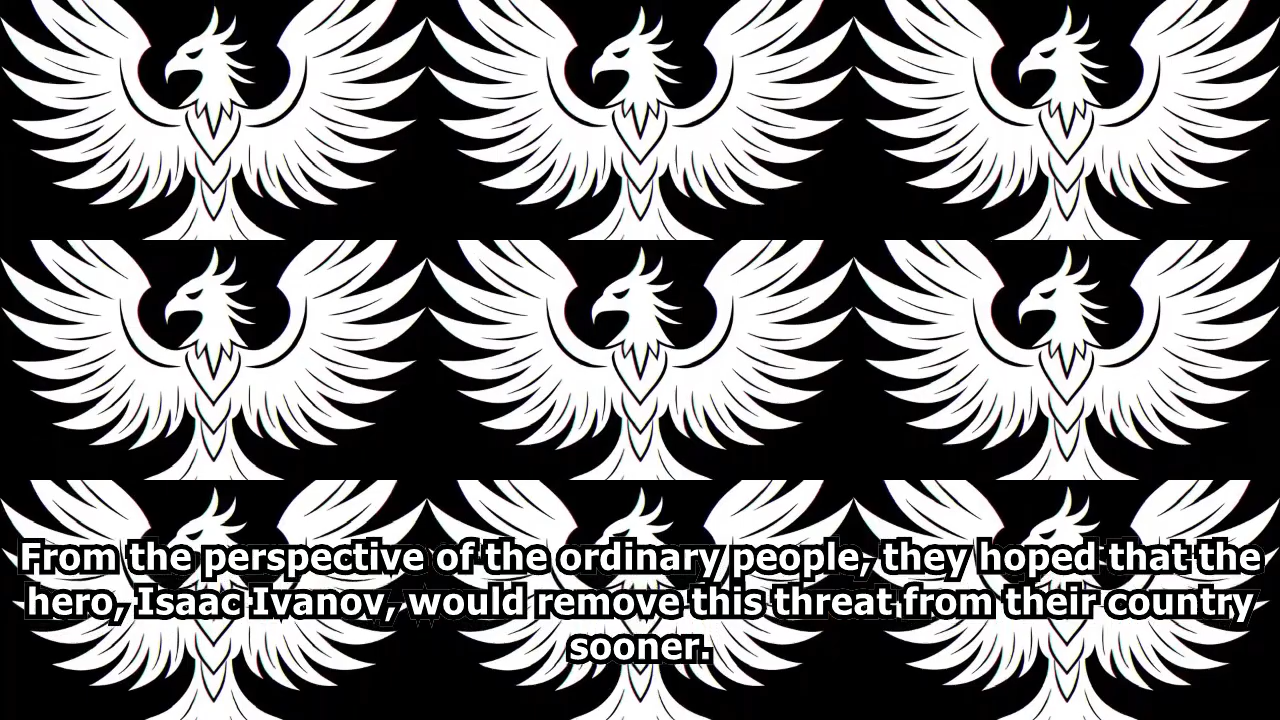 From the perspective of the ordinary people, they hoped that the
hero, Isaac Ivanov, would remove this threat from their country
sooner.